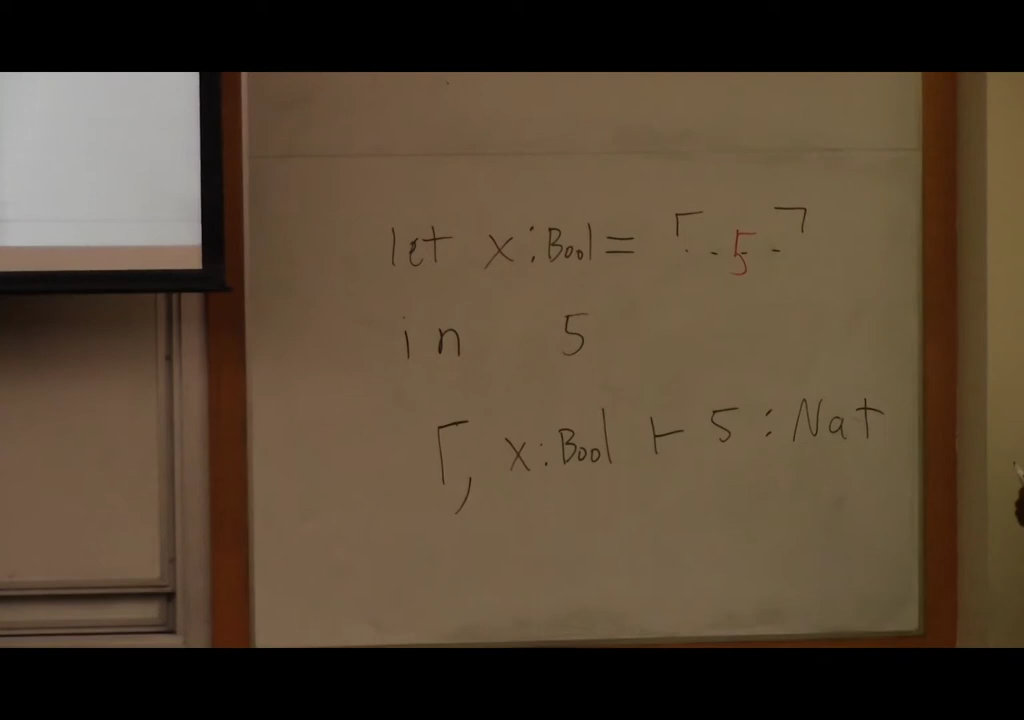 let x : Bool = ⌈ . - 5 - ⌉
in 5
Γ, x : Bool ⊢ 5 : Nat